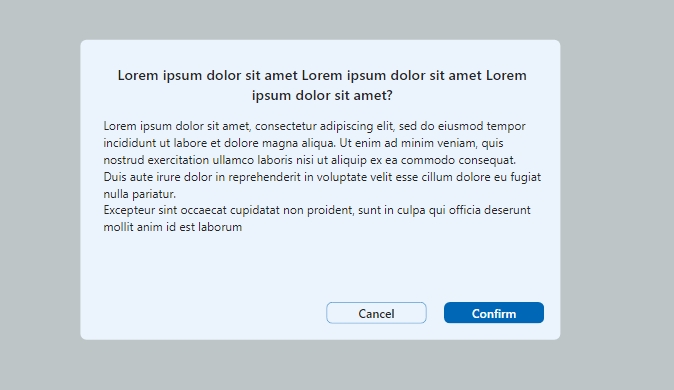 Lorem ipsum dolor sit amet Lorem ipsum dolor sit amet Lorem
ipsum dolor sit amet?
Lorem ipsum dolor sit amet, consectetur adipiscing elit, sed do eiusmod tempor
incididunt ut labore et dolore magna aliqua. Ut enim ad minim veniam, quis
nostrud exercitation ullamco laboris nisi ut aliquip ex ea commodo consequat.
Duis aute irure dolor in reprehenderit in voluptate velit esse cillum dolore eu fugiat
nulla pariatur.
Excepteur sint occaecat cupidatat non proident, sunt in culpa qui officia deserunt
mollit anim id est laborum
Cancel
Confirm